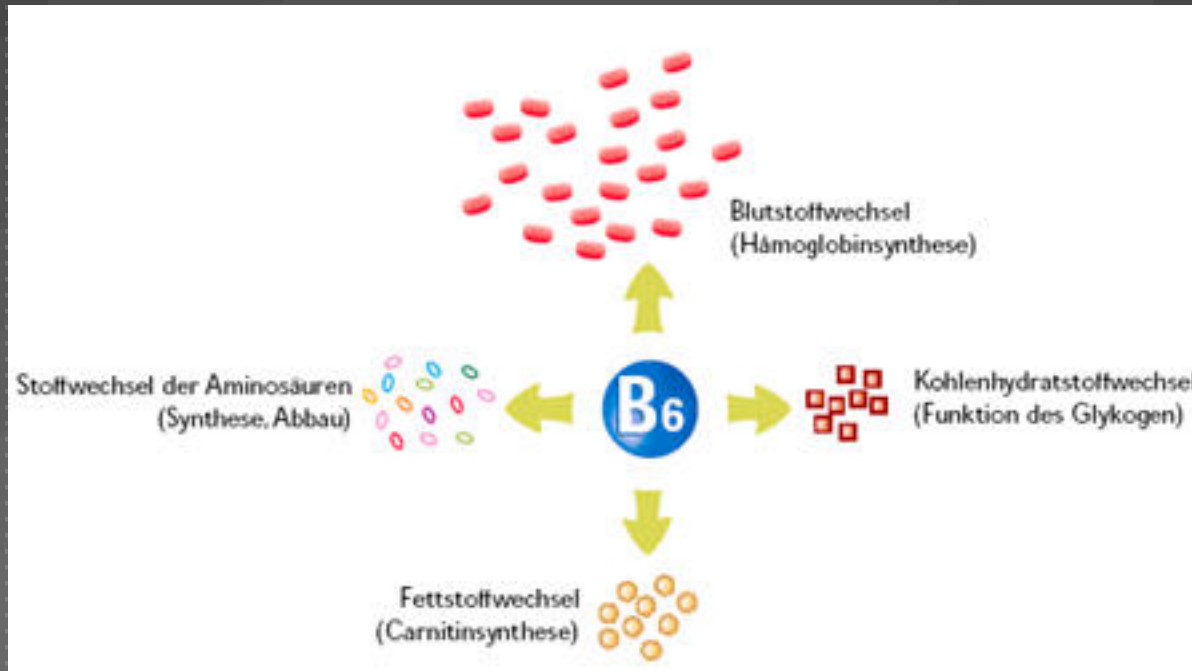 Blutstoffwechsel
(Hämoglobinsynthese)
Stoffwechsel der Aminosäuren
(Synthese, Abbau)
B6
Kohlenhydratstoffwechsel
(Funktion des Glykogen)
Fettstoffwechsel
(Carnitinsynthese)